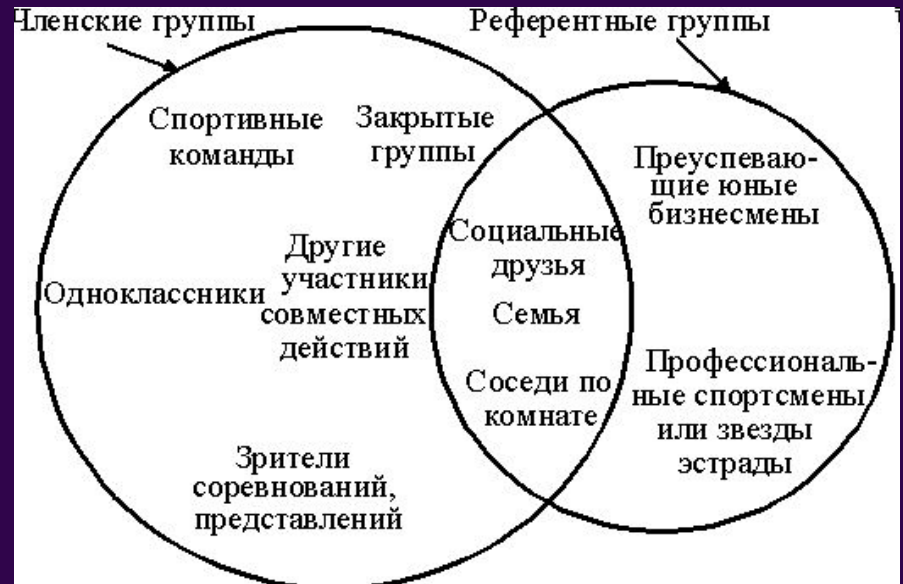 Членские группы
Референтные группы
Спортивные
команды
Закрытые
группы
Преуспеваю-
щие юные
бизнесмены
Социальные
друзья
Другие
участники
совместных
действий
Одноклассники
Семья
Соседи по
комнате
Профессиональ-
ные спортсмены
или звезды
эстрады
Зрители
соревнований,
представлений